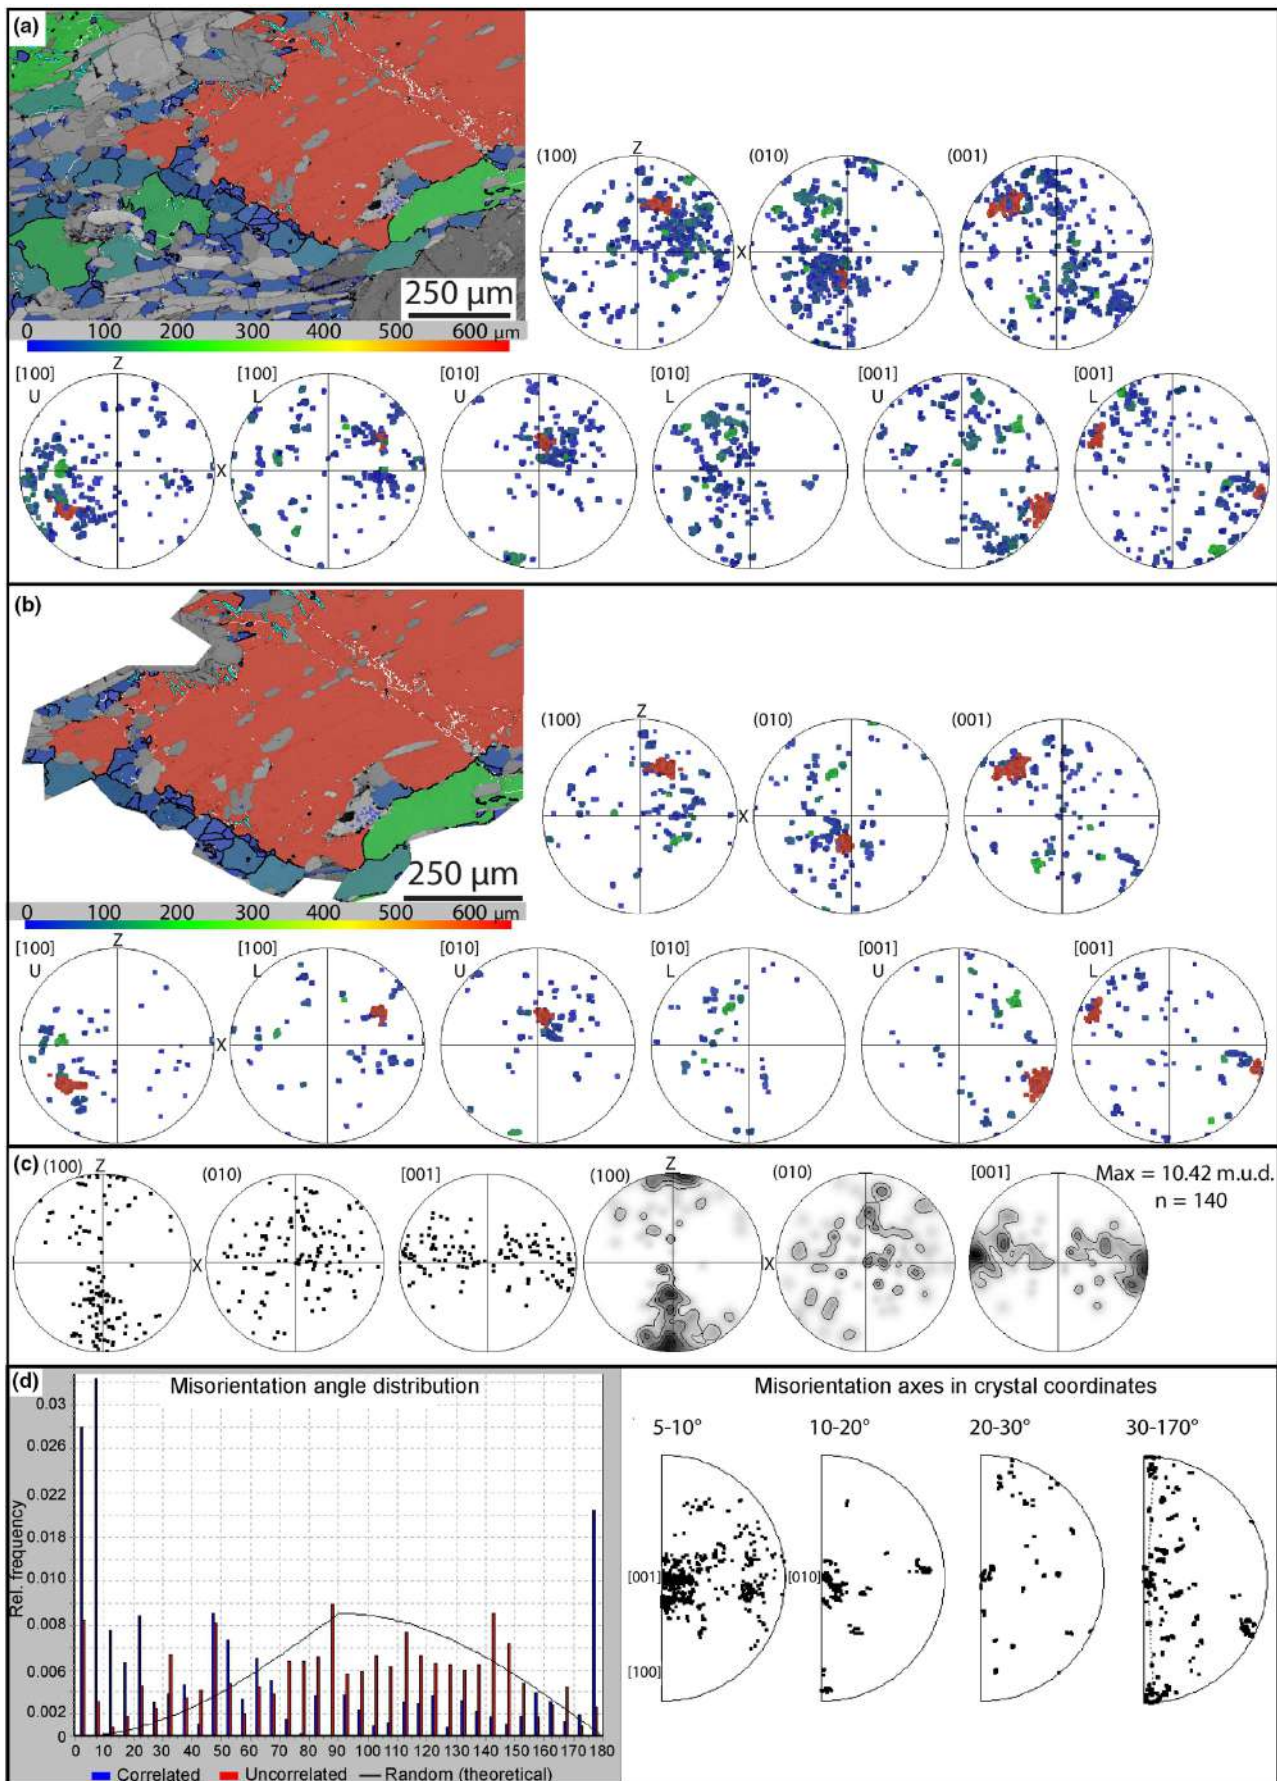 (a)
Z
(100) (010) (001)
X
250 µm
0 100 200 300 400 500 600 µm
Z
[100] [100] [010] [010] [001] [001]
U L U L U L
X
(b)
Z
(100) (010) (001)
X
250 µm
0 100 200 300 400 500 600 µm
Z
[100] [100] [010] [010] [001] [001]
U L U L U L
X
(c)
(100) Z (010) [001] (100) Z (010) [001] Max = 10.42 m.u.d.
n = 140
X X
(d)
Misorientation angle distribution
Rel. frequency
0.03
0.026
0.022
0.018
0.010
0.008
0.006
0.002
0
0 10 20 30 40 50 60 70 80 90 100 110 120 130 140 150 160 170 180
Correlated Uncorrelated Random (theoretical)
Misorientation axes in crystal coordinates
5-10° 10-20° 20-30° 30-170°
[001] [010]
[100]